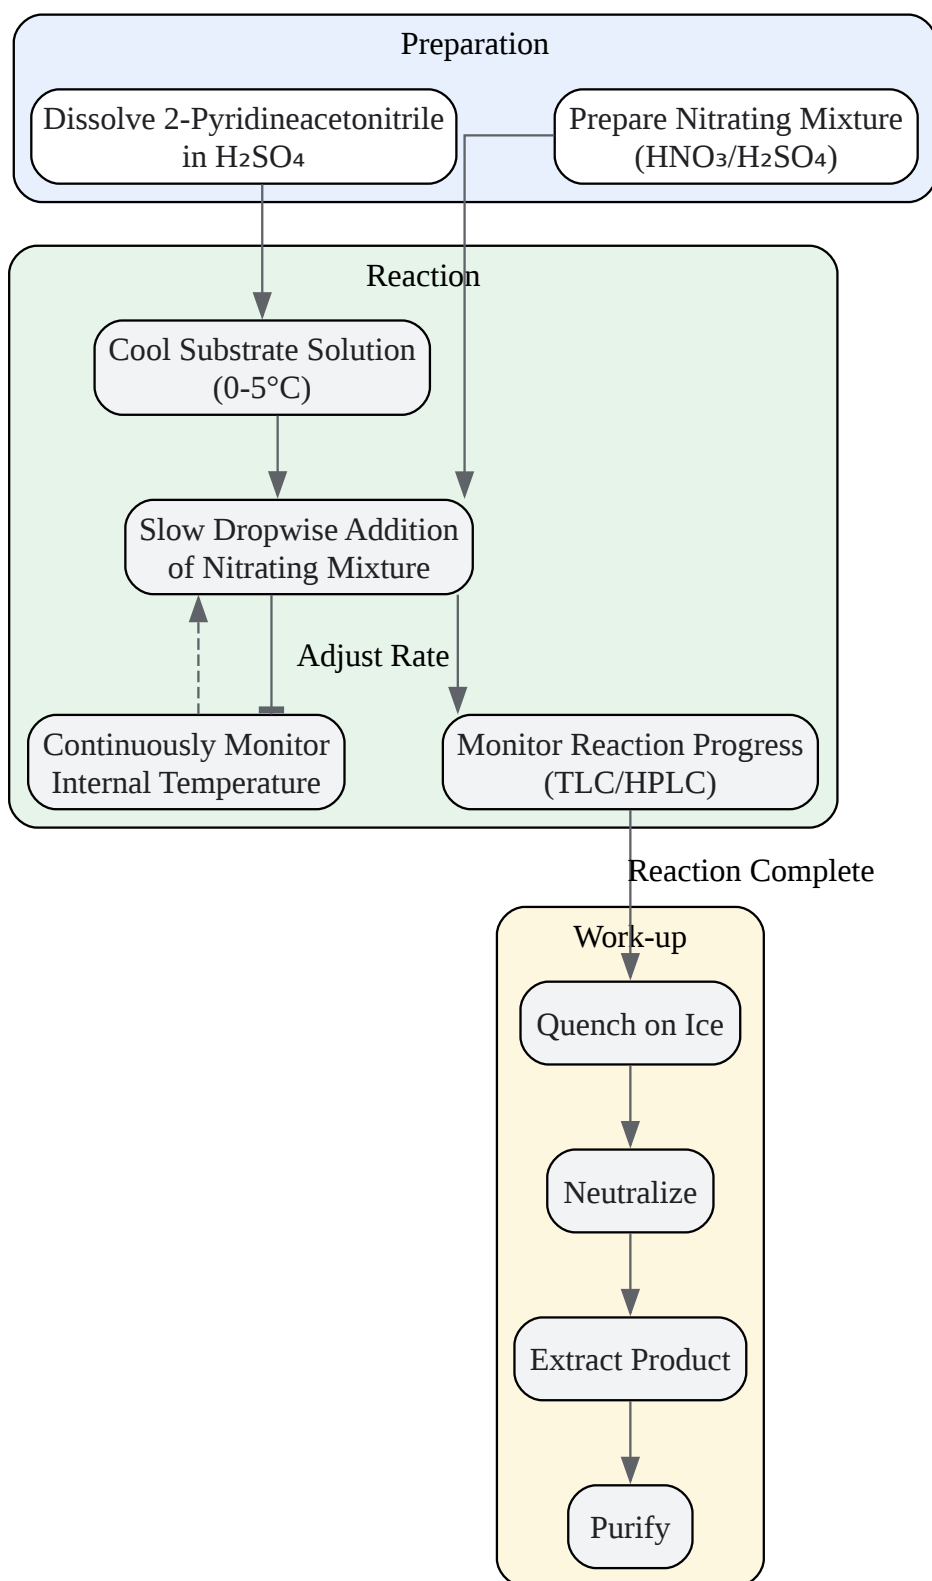 Preparation
Dissolve 2-Pyridineacetonitrile
in H₂SO₄
Prepare Nitrating Mixture
(HNO₃/H₂SO₄)
Reaction
Cool Substrate Solution
(0-5°C)
Slow Dropwise Addition
of Nitrating Mixture
Adjust Rate
Continuously Monitor
Internal Temperature
Monitor Reaction Progress
(TLC/HPLC)
Reaction Complete
Work-up
Quench on Ice
Neutralize
Extract Product
Purify